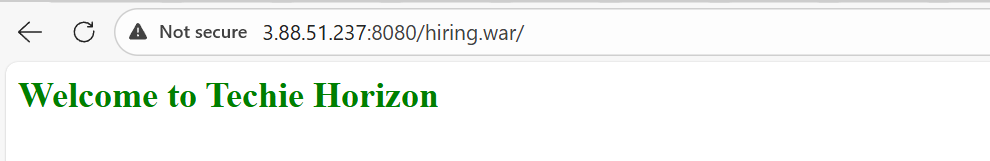 Not secure 3.88.51.237:8080/hiring.war/
Welcome to Techie Horizon